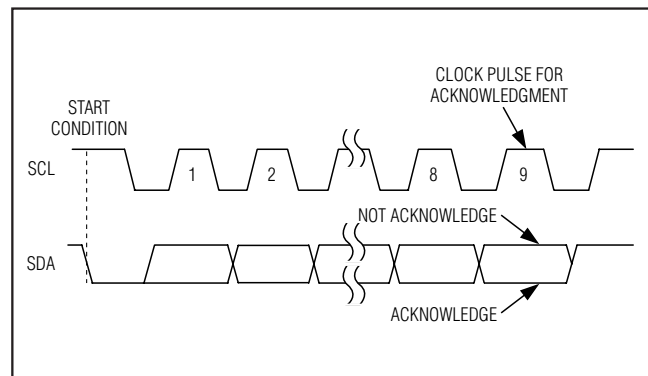 CLOCK PULSE FOR
ACKNOWLEDGMENT
START
CONDITION
SCL
1
2
8
9
NOT ACKNOWLEDGE
SDA
ACKNOWLEDGE